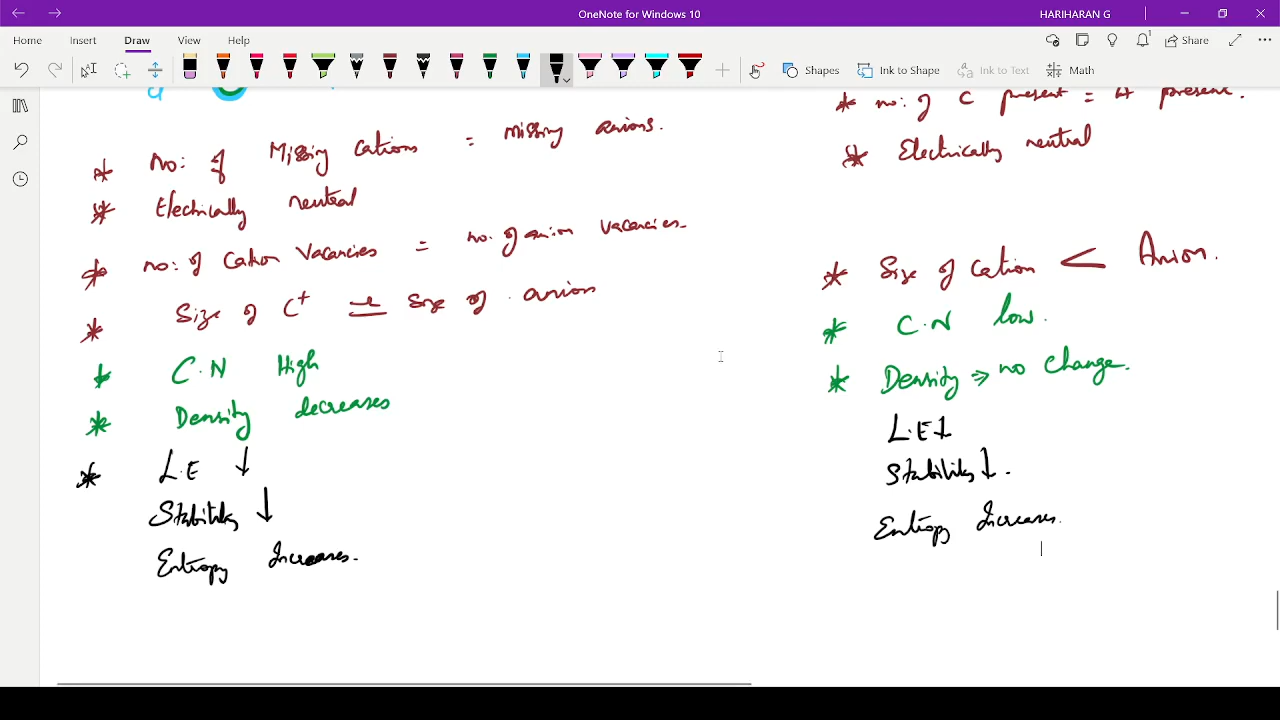 OneNote for Windows 10
HARIHARAN G
Home Insert Draw View Help
Share
Shapes Ink to Shape Ink to Text Math
* No: of Missing Cations = Missing anions.
* Electrically neutral
* no: of Cation Vacancies = no. of anion vacancies.
* Size of C+ ≃ Size of anion
* C.N High
* Density decreases
* L.E ↓
Stability ↓
Entropy Increases.
* no: of C present = A present.
* Electrically neutral
* Size of Cation < Anion.
* C.N low.
* Density ⇒ no Change.
L.E ↓
Stability ↓.
Entropy Increases.